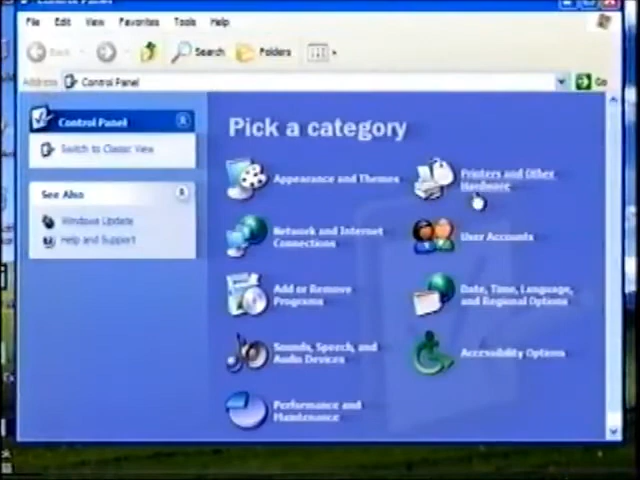 Control Panel
File Edit View Favorites Tools Help
Back Search Folders
Address Control Panel Go
Control Panel
Switch to Classic View
See Also
Windows Update
Help and Support
Pick a category
Appearance and Themes
Printers and Other
Hardware
Network and Internet
Connections
User Accounts
Add or Remove
Programs
Date, Time, Language,
and Regional Options
Sounds, Speech, and
Audio Devices
Accessibility Options
Performance and
Maintenance